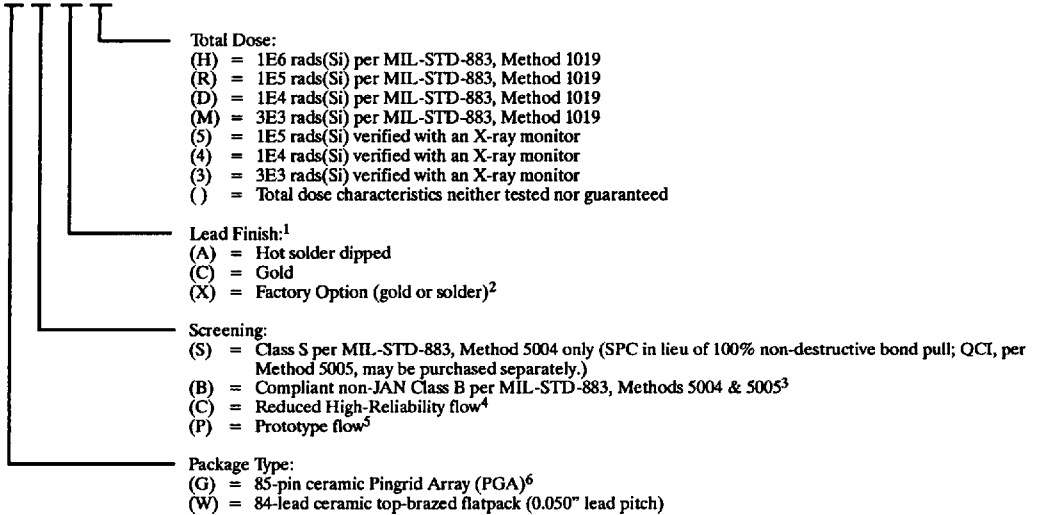 Total Dose:
(H) = 1E6 rads(Si) per MIL-STD-883, Method 1019
(R) = 1E5 rads(Si) per MIL-STD-883, Method 1019
(D) = 1E4 rads(Si) per MIL-STD-883, Method 1019
(M) = 3E3 rads(Si) per MIL-STD-883, Method 1019
(5) = 1E5 rads(Si) verified with an X-ray monitor
(4) = 1E4 rads(Si) verified with an X-ray monitor
(3) = 3E3 rads(Si) verified with an X-ray monitor
( ) = Total dose characteristics neither tested nor guaranteed
Lead Finish:1
(A) = Hot solder dipped
(C) = Gold
(X) = Factory Option (gold or solder)2
Screening:
(S) = Class S per MIL-STD-883, Method 5004 only (SPC in lieu of 100% non-destructive bond pull; QCI, per
Method 5005, may be purchased separately.)
(B) = Compliant non-JAN Class B per MIL-STD-883, Methods 5004 & 50053
(C) = Reduced High-Reliability flow4
(P) = Prototype flow5
Package Type:
(G) = 85-pin ceramic Pingrid Array (PGA)6
(W) = 84-lead ceramic top-brazed flatpack (0.050" lead pitch)